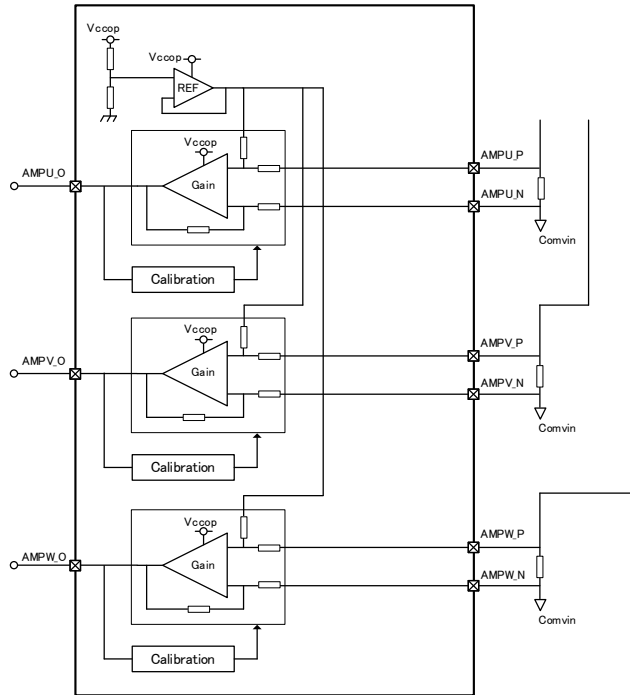 Vccop
Vccop
REF
Vccop
Gain
AMPU_O
AMPU_P
AMPU_N
Comvin
Calibration
Vccop
Gain
AMPV_O
AMPV_P
AMPV_N
Comvin
Calibration
Vccop
Gain
AMPW_O
AMPW_P
AMPW_N
Comvin
Calibration